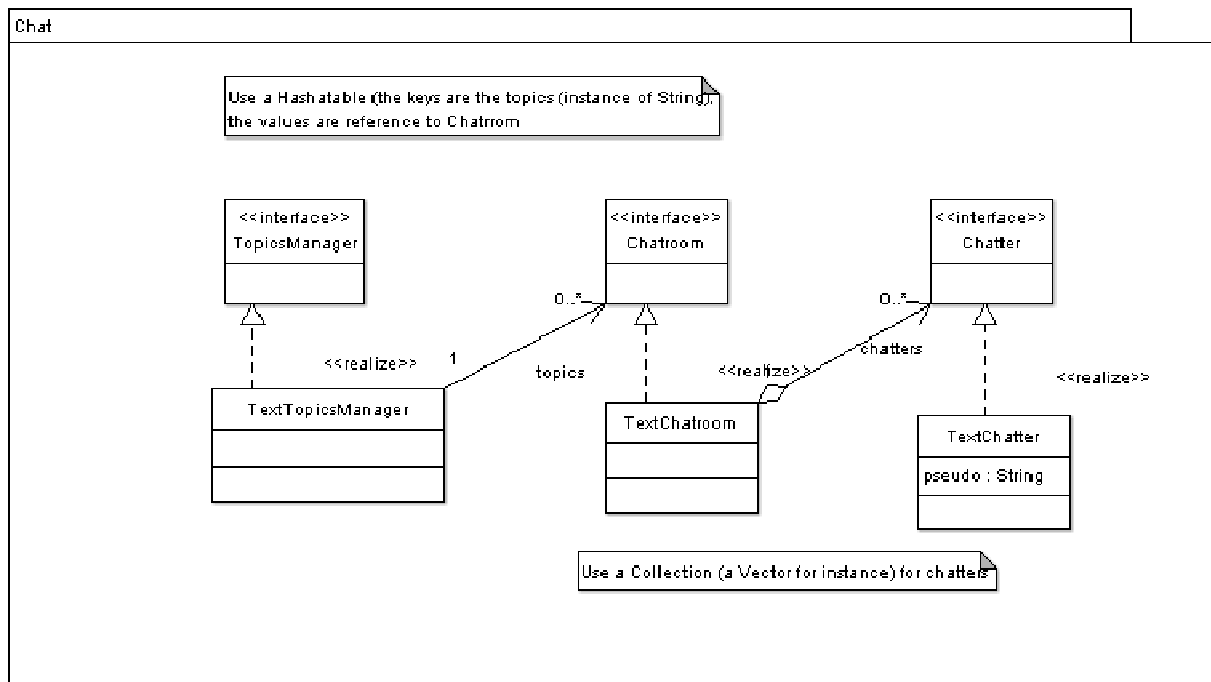 Chat
Use a Hashatable (the keys are the topics (instance of String),
the values are reference to Chatrrom
<<interface>>
TopicsManager
<<interface>>
Chatroom
<<interface>>
Chatter
0..*
0..*
<<realize>>
1
topics
<<realize>>
chatters
<<realize>>
TextTopicsManager
TextChatroom
TextChatter
pseudo : String
Use a Collection (a Vector for instance) for chatters